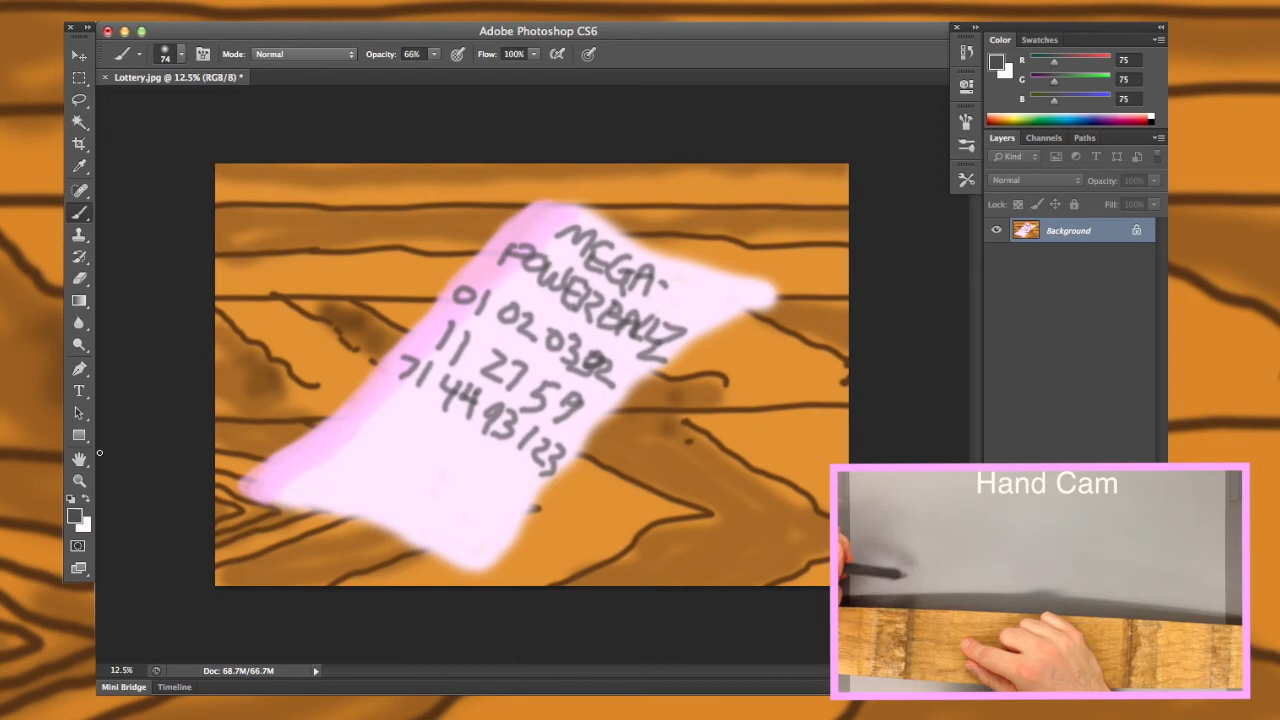 Adobe Photoshop CS6
74 Mode: Normal Opacity: 66% Flow: 100%
Lottery.jpg @ 12.5% (RGB/8) *
Color Swatches
R 75
G 75
B 75
Layers Channels Paths
Kind
Normal Opacity: 100%
Lock: Fill: 100%
Background
MEGA-
POWERBALLZ
01 02 03
11 27 59
71 44 93 123
Hand Cam
12.5% Doc: 68.7M/66.7M
Mini Bridge Timeline